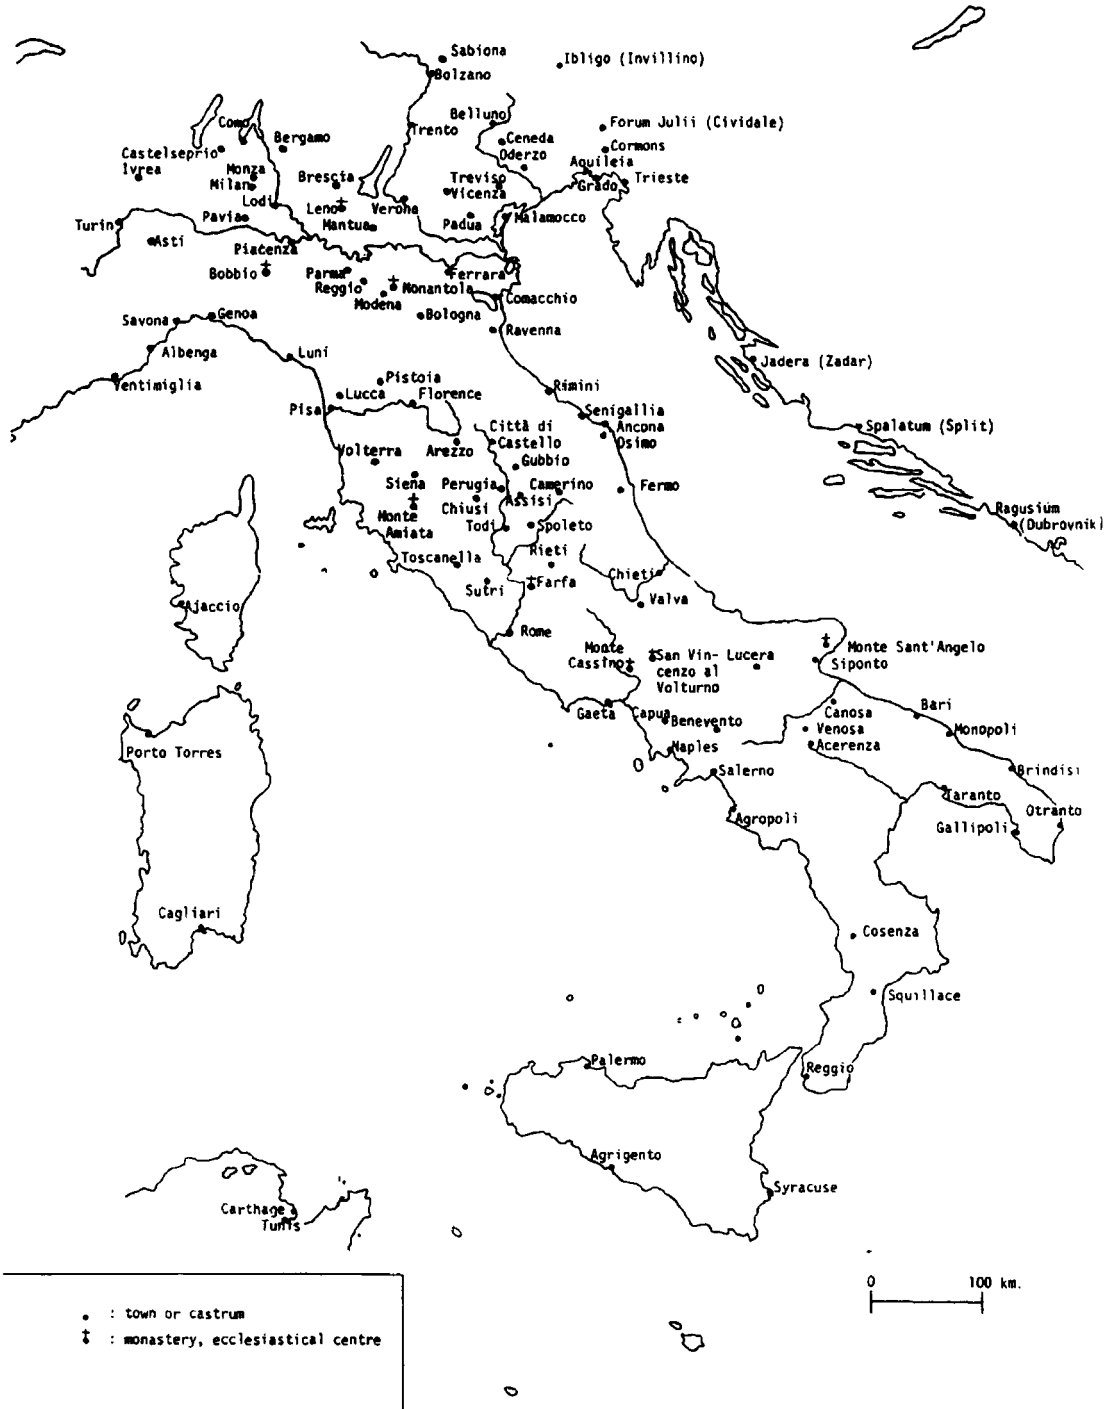 Sabiona
Ibligo (Invillino)
Bolzano
Belluno
Forum Julii (Cividale)
Como
Trento
Bergamo
Ceneda
Cormons
Castelseprio
Oderzo
Aquileia
Ivrea
Monza
Brescia
Treviso
Trieste
Milan
Vicenza
Grado
Lodi
Leno
Verona
Pavia
Malamocco
Turin
Mantua
Padua
Asti
Piacenza
Bobbio
Parma
Ferrara
Reggio
Nonantola
Modena
Comacchio
Savona
Genoa
Bologna
Ravenna
Albenga
Luni
Jadera (Zadar)
Ventimiglia
Pistoia
Rimini
Lucca
Florence
Pisa
Senigallia
Città di
Castello
Ancona
Spalatum (Split)
Osimo
Volterra
Arezzo
Gubbio
Siena
Perugia
Camerino
Fermo
Chiusi
Assisi
Ragusium
(Dubrovnik)
Monte
Amiata
Todi
Spoleto
Toscanella
Rieti
Chieti
Sutri
Farfa
Valva
Ajaccio
Rome
Monte
Cassino
San Vin-
cenzo al
Volturno
Lucera
Monte Sant'Angelo
Siponto
Gaeta
Capua
Benevento
Canosa
Bari
Venosa
Monopoli
Porto Torres
Naples
Acerenza
Salerno
Brindisi
Taranto
Agropoli
Otranto
Gallipoli
Cagliari
Cosenza
Squillace
Palermo
Reggio
Agrigento
Syracuse
Carthage
Tunis
0 100 km.
: town or castrum
: monastery, ecclesiastical centre